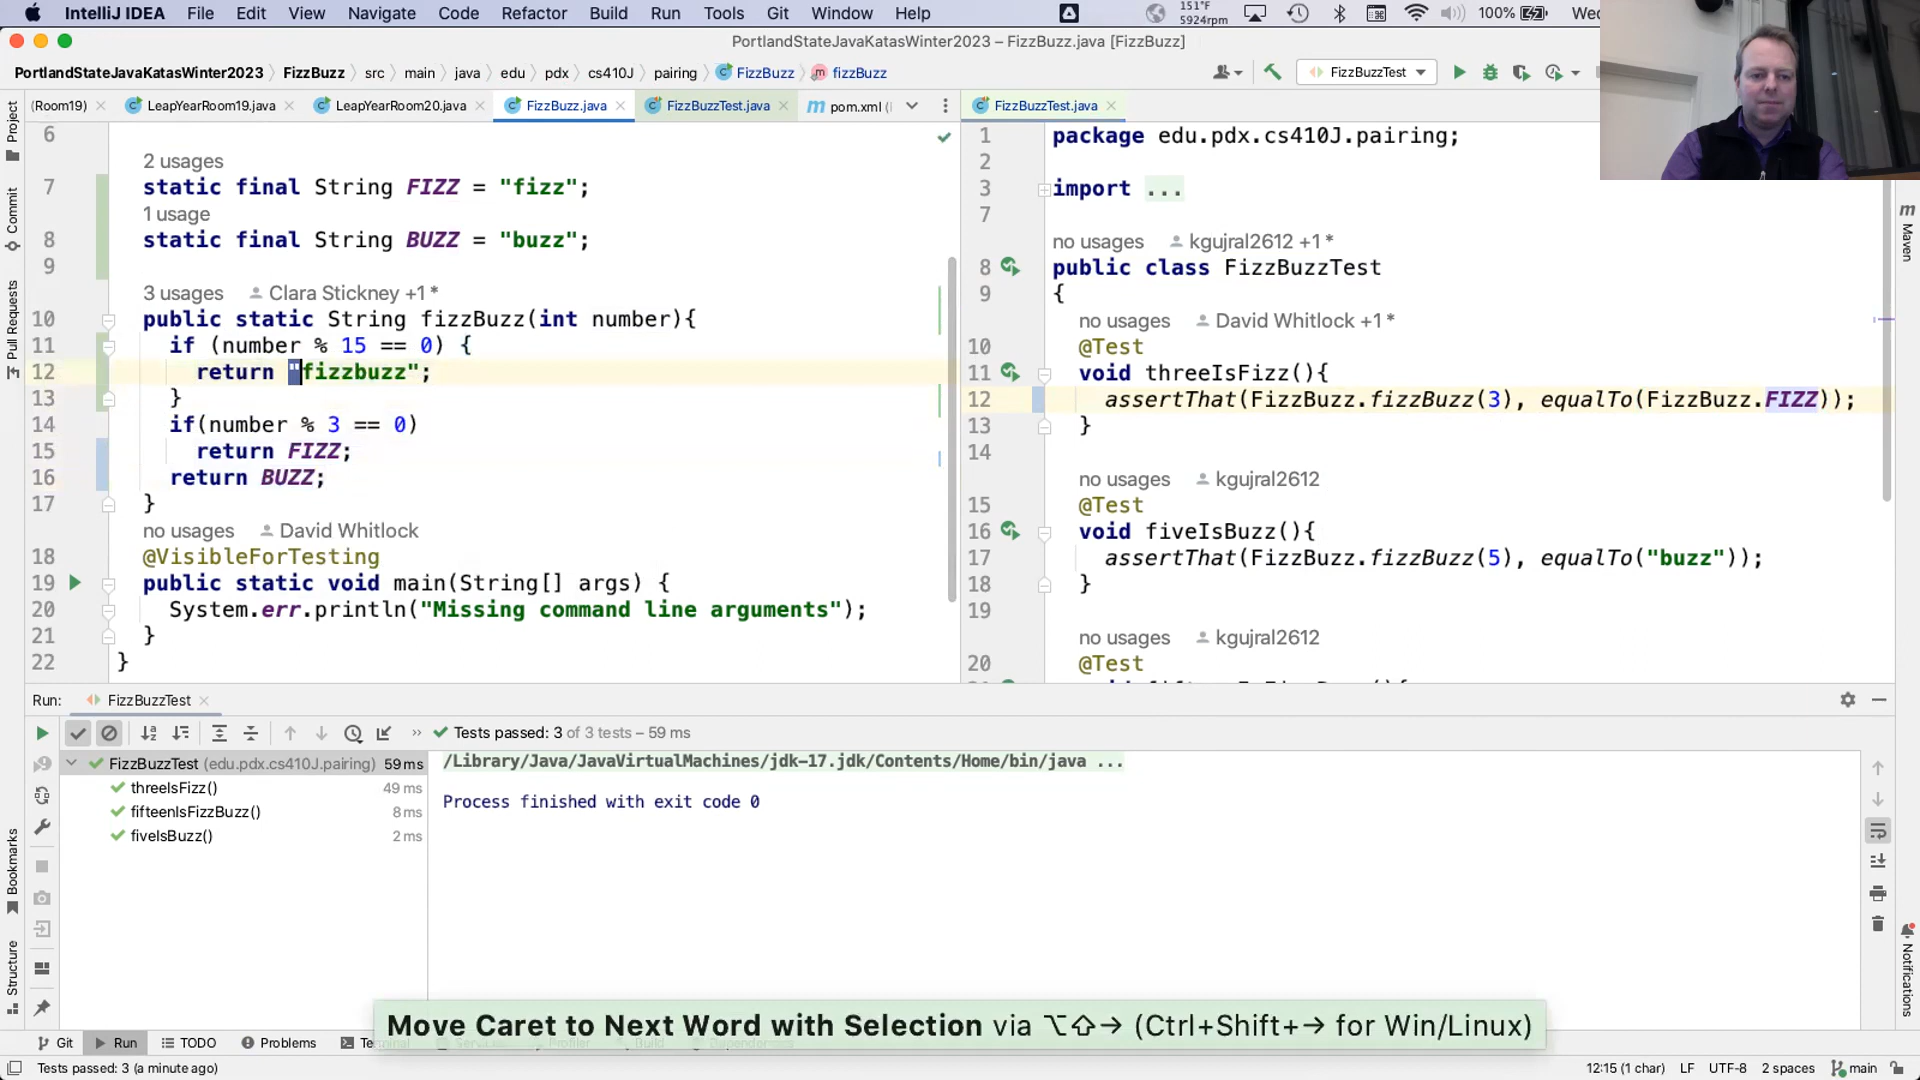 IntelliJ IDEA File Edit View Navigate Code Refactor Build Run Tools Git Window Help 151°F 5924rpm 100% Wed
PortlandStateJavaKatasWinter2023 – FizzBuzz.java [FizzBuzz]
PortlandStateJavaKatasWinter2023 FizzBuzz src main java edu pdx cs410J pairing FizzBuzz fizzBuzz FizzBuzzTest
(Room19) LeapYearRoom19.java LeapYearRoom20.java FizzBuzz.java FizzBuzzTest.java pom.xml ( FizzBuzzTest.java
Project
Commit
Pull Requests
Bookmarks
Structure
6
2 usages
7 static final String FIZZ = "fizz";
1 usage
8 static final String BUZZ = "buzz";
9
3 usages Clara Stickney +1 *
10 public static String fizzBuzz(int number){
11 if (number % 15 == 0) {
12 return "fizzbuzz";
13 }
14 if(number % 3 == 0)
15 return FIZZ;
16 return BUZZ;
17 }
no usages David Whitlock
18 @VisibleForTesting
19 public static void main(String[] args) {
20 System.err.println("Missing command line arguments");
21 }
22 }
1 package edu.pdx.cs410J.pairing;
2
3 import ...
7
no usages kgujral2612 +1 *
8 public class FizzBuzzTest
9 {
no usages David Whitlock +1 *
10 @Test
11 void threeIsFizz(){
12 assertThat(FizzBuzz.fizzBuzz(3), equalTo(FizzBuzz.FIZZ));
13 }
14
no usages kgujral2612
15 @Test
16 void fiveIsBuzz(){
17 assertThat(FizzBuzz.fizzBuzz(5), equalTo("buzz"));
18 }
19
no usages kgujral2612
20 @Test
Maven
Notifications
Run: FizzBuzzTest
Tests passed: 3 of 3 tests – 59 ms
FizzBuzzTest (edu.pdx.cs410J.pairing) 59 ms
threeIsFizz() 49 ms
fifteenIsFizzBuzz() 8 ms
fiveIsBuzz() 2 ms
/Library/Java/JavaVirtualMachines/jdk-17.jdk/Contents/Home/bin/java ...
Process finished with exit code 0
Move Caret to Next Word with Selection via ⌥⇧→ (Ctrl+Shift+→ for Win/Linux)
Git Run TODO Problems Te
Tests passed: 3 (a minute ago) 12:15 (1 char) LF UTF-8 2 spaces main